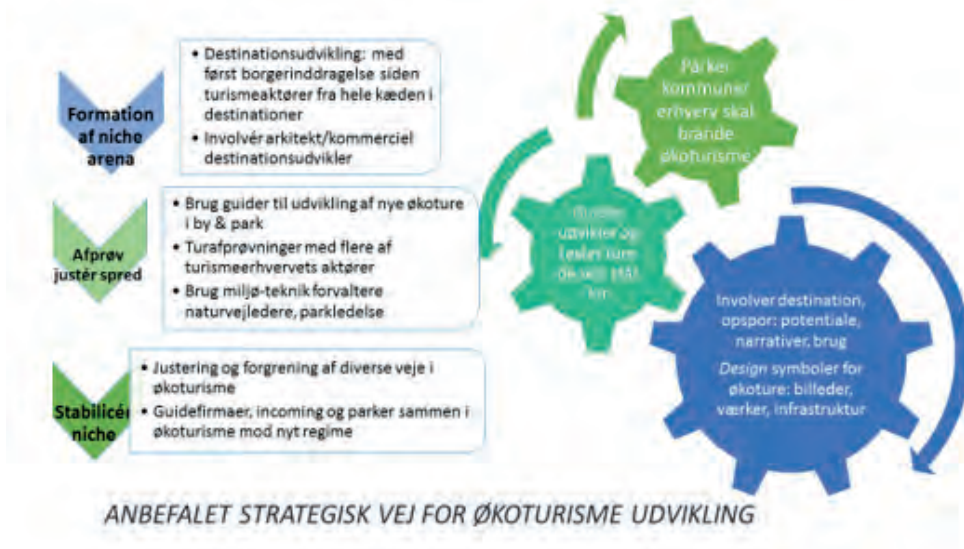 Formation
af niche
arena
• Destinationsudvikling: med
først borgerinddragelse siden
turismeaktører fra hele kæden i
destinationer
• Involvér arkitekt/kommerciel
destinationsudvikler
Afprøv
justér spred
• Brug guider til udvikling af nye økoture
i by & park
• Turafprøvninger med flere af
turismeerhvervets aktører
• Brug miljø-teknik forvaltere
naturvejledere, parkledelse
Stabilicér
niche
• Justering og forgrening af diverse veje i
økoturisme
• Guidefirmaer, incoming og parker sammen i
økoturisme mod nyt regime
Parker
kommuner
erhverv skal
brande
økoturisme
udvikler og
tester ture
Involver destination,
opspor: potentiale,
narrativer, brug
Design symboler for
økoture: billeder,
værker, infrastruktur
ANBEFALET STRATEGISK VEJ FOR ØKOTURISME UDVIKLING